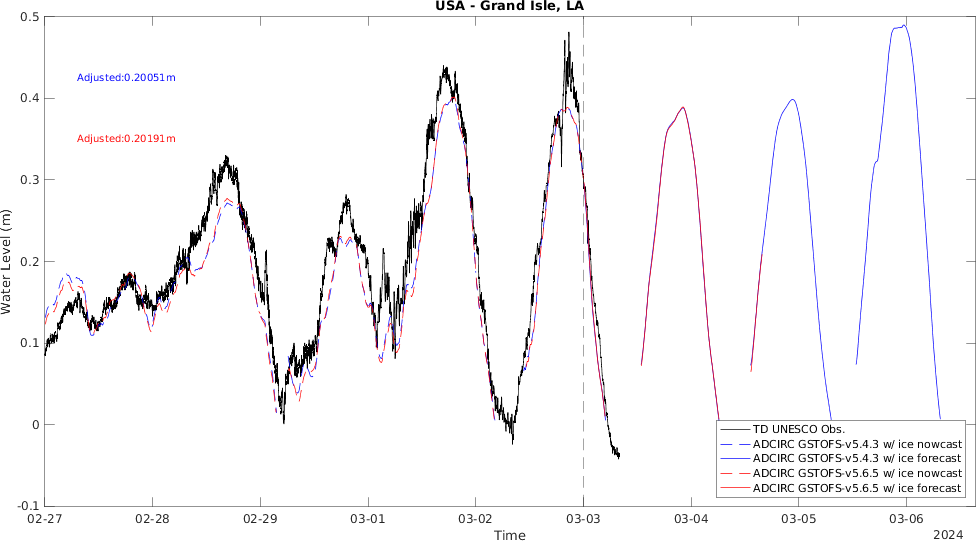 USA - Grand Isle, LA
0.5
0.4
0.3
0.2
0.1
0
-0.1
Water Level (m)
Adjusted:0.20051m
Adjusted:0.20191m
TD UNESCO Obs.
ADCIRC GSTOFS-v5.4.3 w/ ice nowcast
ADCIRC GSTOFS-v5.4.3 w/ ice forecast
ADCIRC GSTOFS-v5.6.5 w/ ice nowcast
ADCIRC GSTOFS-v5.6.5 w/ ice forecast
02-27 02-28 02-29 03-01 03-02 03-03 03-04 03-05 03-06
Time
2024